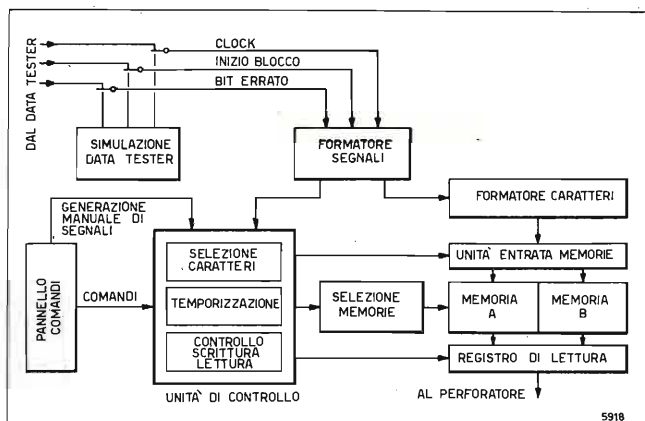 DAL DATA TESTER
CLOCK
INIZIO BLOCCO
BIT ERRATO
SIMULAZIONE
DATA TESTER
FORMATORE
SEGNALI
GENERAZIONE
MANUALE DI
SEGNALI
FORMATORE CARATTERI
PANNELLO
COMANDI
COMANDI
SELEZIONE
CARATTERI
TEMPORIZZAZIONE
CONTROLLO
SCRITTURA
LETTURA
UNITÀ DI CONTROLLO
SELEZIONE
MEMORIE
UNITÀ ENTRATA MEMORIE
MEMORIA
A
MEMORIA
B
REGISTRO DI LETTURA
AL PERFORATORE
5918